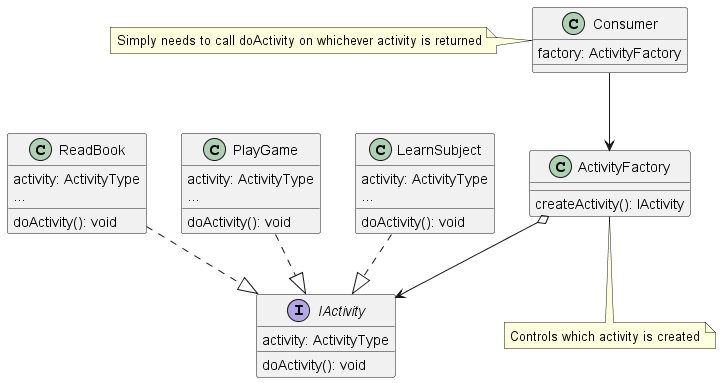 Simply needs to call doActivity on whichever activity is returned
C Consumer
factory: ActivityFactory
C ReadBook
activity: ActivityType
...
doActivity(): void
C PlayGame
activity: ActivityType
...
doActivity(): void
C LearnSubject
activity: ActivityType
...
doActivity(): void
C ActivityFactory
createActivity(): IActivity
I IActivity
activity: ActivityType
doActivity(): void
Controls which activity is created